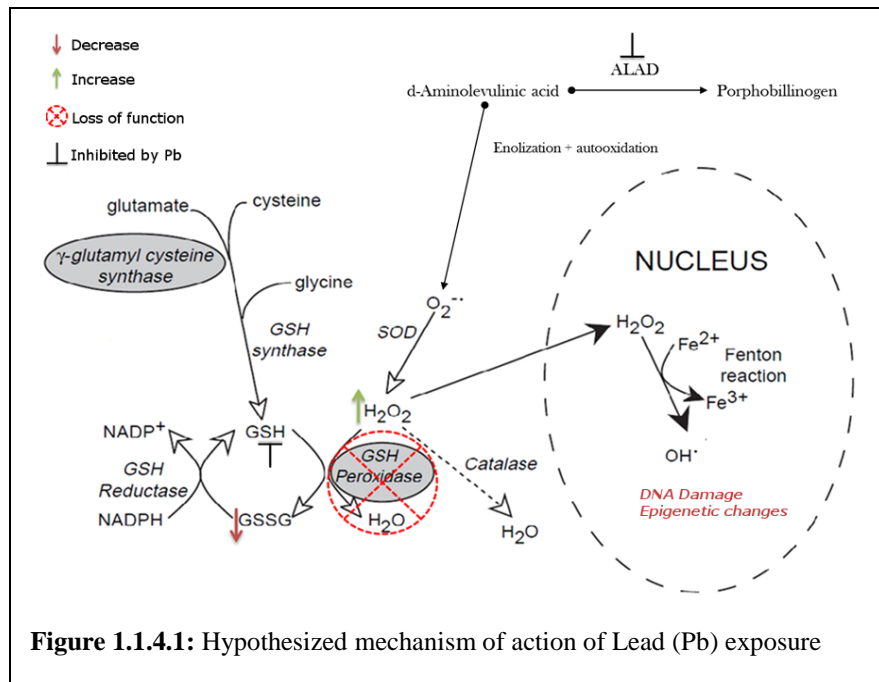 Decrease
Increase
Loss of function
Inhibited by Pb
ALAD
d-Aminolevulinic acid
Porphobillinogen
Enolization + autooxidation
glutamate
cysteine
γ-glutamyl cysteine
synthase
glycine
GSH
synthase
O₂⁻·
SOD
H₂O₂
GSH
Peroxidase
H₂O
Catalase
H₂O
NADP⁺
GSH
GSH
Reductase
NADPH
GSSG
NUCLEUS
H₂O₂
Fe²⁺
Fenton
reaction
Fe³⁺
OH·
DNA Damage
Epigenetic changes
Figure 1.1.4.1: Hypothesized mechanism of action of Lead (Pb) exposure